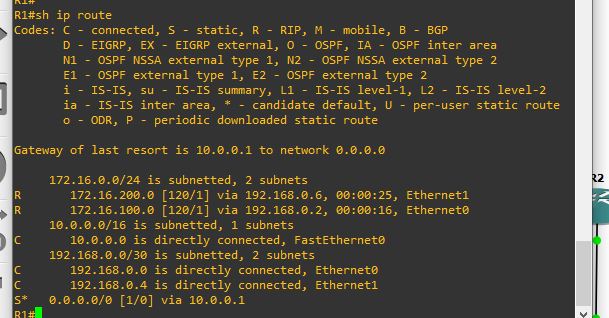 R1#
R1#sh ip route
Codes: C - connected, S - static, R - RIP, M - mobile, B - BGP
       D - EIGRP, EX - EIGRP external, O - OSPF, IA - OSPF inter area
       N1 - OSPF NSSA external type 1, N2 - OSPF NSSA external type 2
       E1 - OSPF external type 1, E2 - OSPF external type 2
       i - IS-IS, su - IS-IS summary, L1 - IS-IS level-1, L2 - IS-IS level-2
       ia - IS-IS inter area, * - candidate default, U - per-user static route
       o - ODR, P - periodic downloaded static route
Gateway of last resort is 10.0.0.1 to network 0.0.0.0
     172.16.0.0/24 is subnetted, 2 subnets
R       172.16.200.0 [120/1] via 192.168.0.6, 00:00:25, Ethernet1
R       172.16.100.0 [120/1] via 192.168.0.2, 00:00:16, Ethernet0
     10.0.0.0/16 is subnetted, 1 subnets
C       10.0.0.0 is directly connected, FastEthernet0
     192.168.0.0/30 is subnetted, 2 subnets
C       192.168.0.0 is directly connected, Ethernet0
C       192.168.0.4 is directly connected, Ethernet1
S*   0.0.0.0/0 [1/0] via 10.0.0.1
R1#
R2